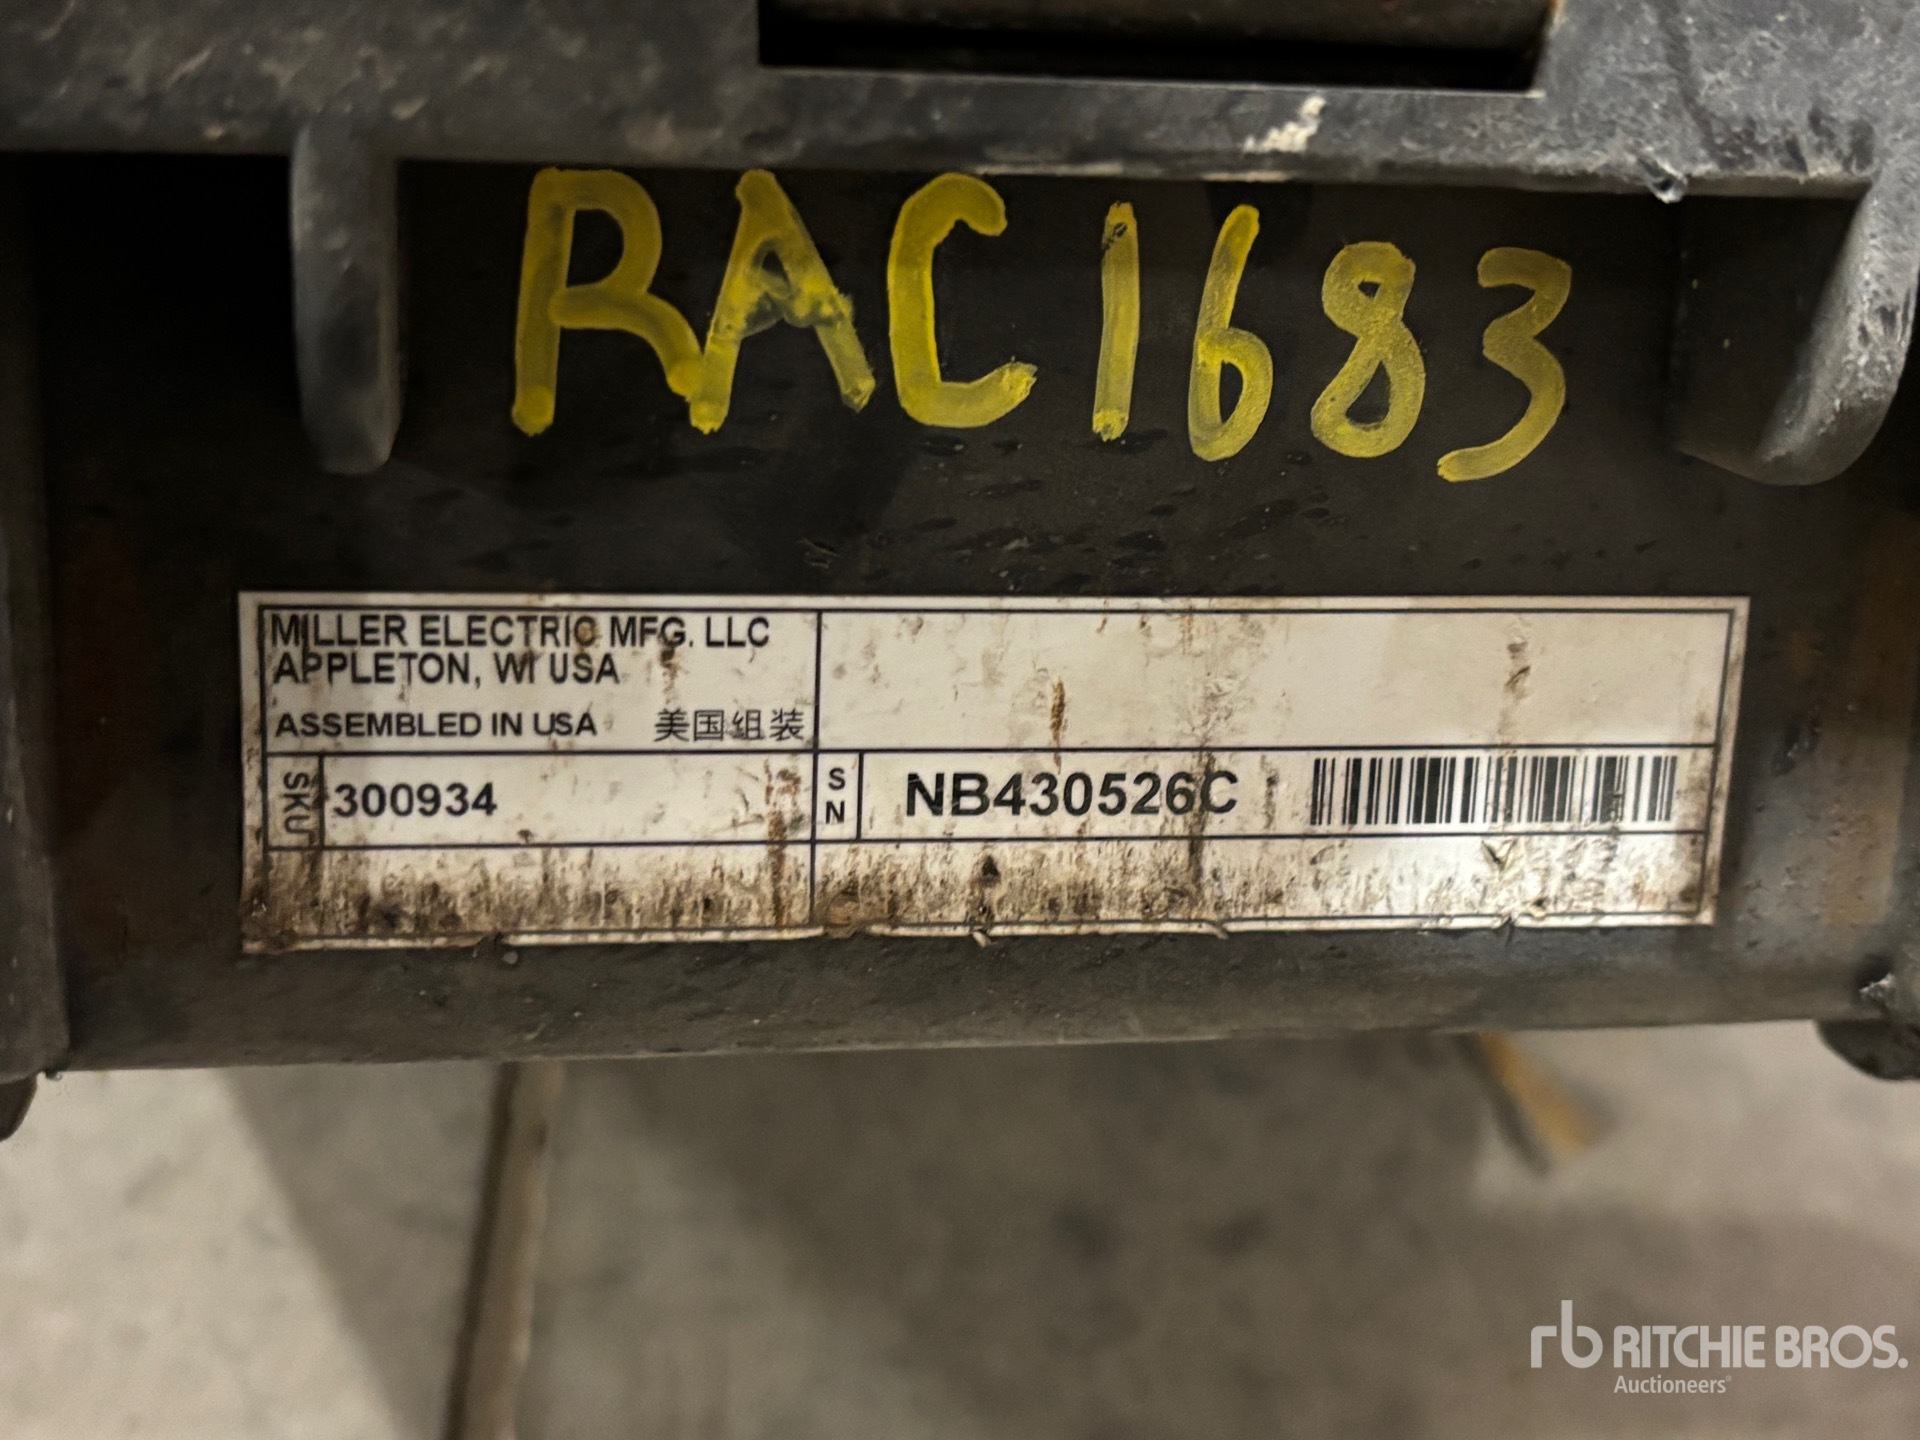 RAC1683
MILLER ELECTRIC MFG. LLC
APPLETON, WI USA
ASSEMBLED IN USA 美国组装
SKU 300934 SN NB430526C
rb RITCHIE BROS.
Auctioneers